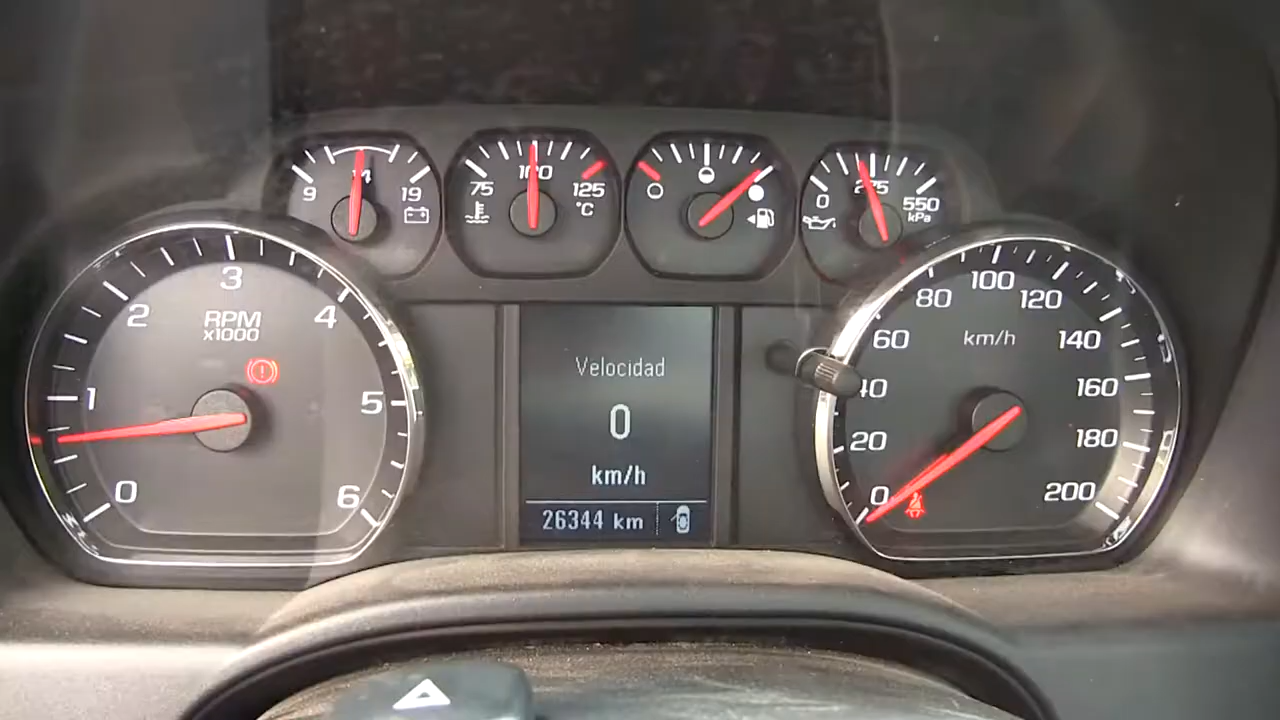 9 14 19
75 100 125
°C
0 275 550
kPa
0 1 2 3 4 5 6
RPM
x1000
Velocidad
0
km/h
26344 km
0 20 40 60 80 100 120 140 160 180 200
km/h